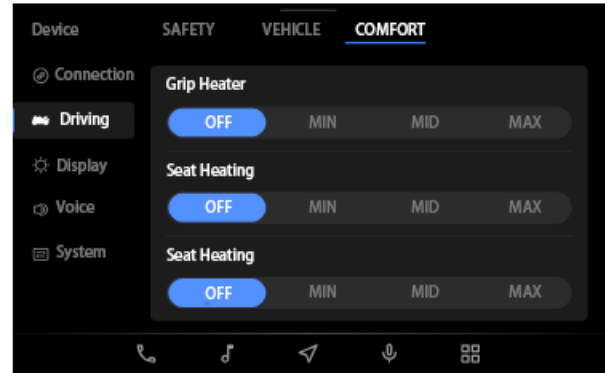 Device
SAFETY VEHICLE COMFORT
Connection
Driving
Display
Voice
System
Grip Heater
OFF MIN MID MAX
Seat Heating
OFF MIN MID MAX
Seat Heating
OFF MIN MID MAX